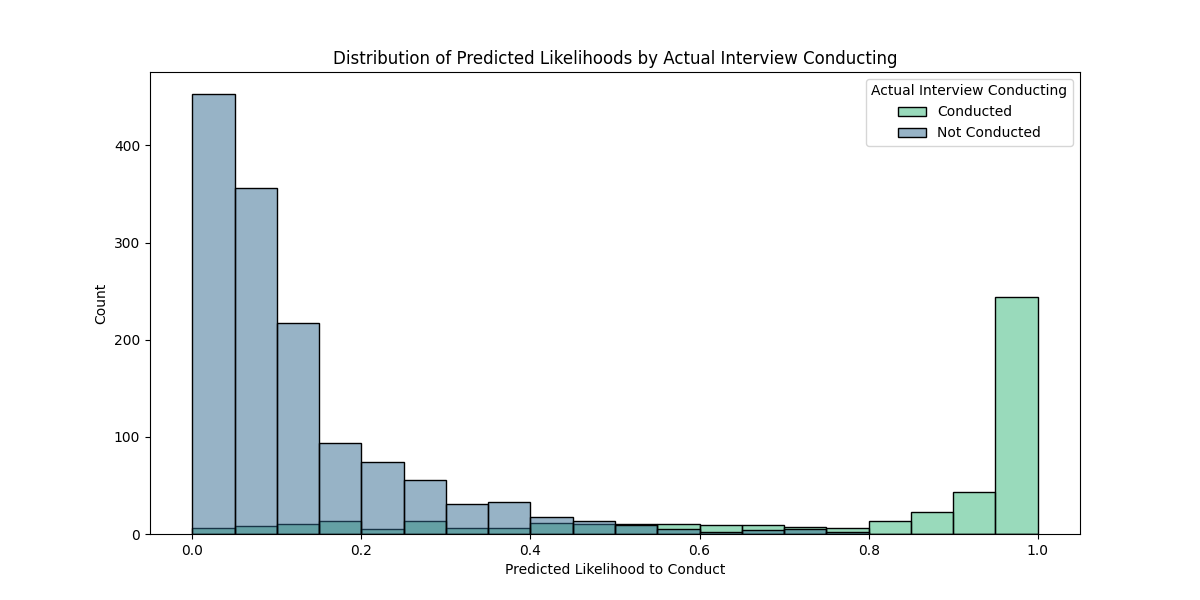 Distribution of Predicted Likelihoods by Actual Interview Conducting
Actual Interview Conducting
Conducted
Not Conducted
Count
400
300
200
100
0
0.0 0.2 0.4 0.6 0.8 1.0
Predicted Likelihood to Conduct